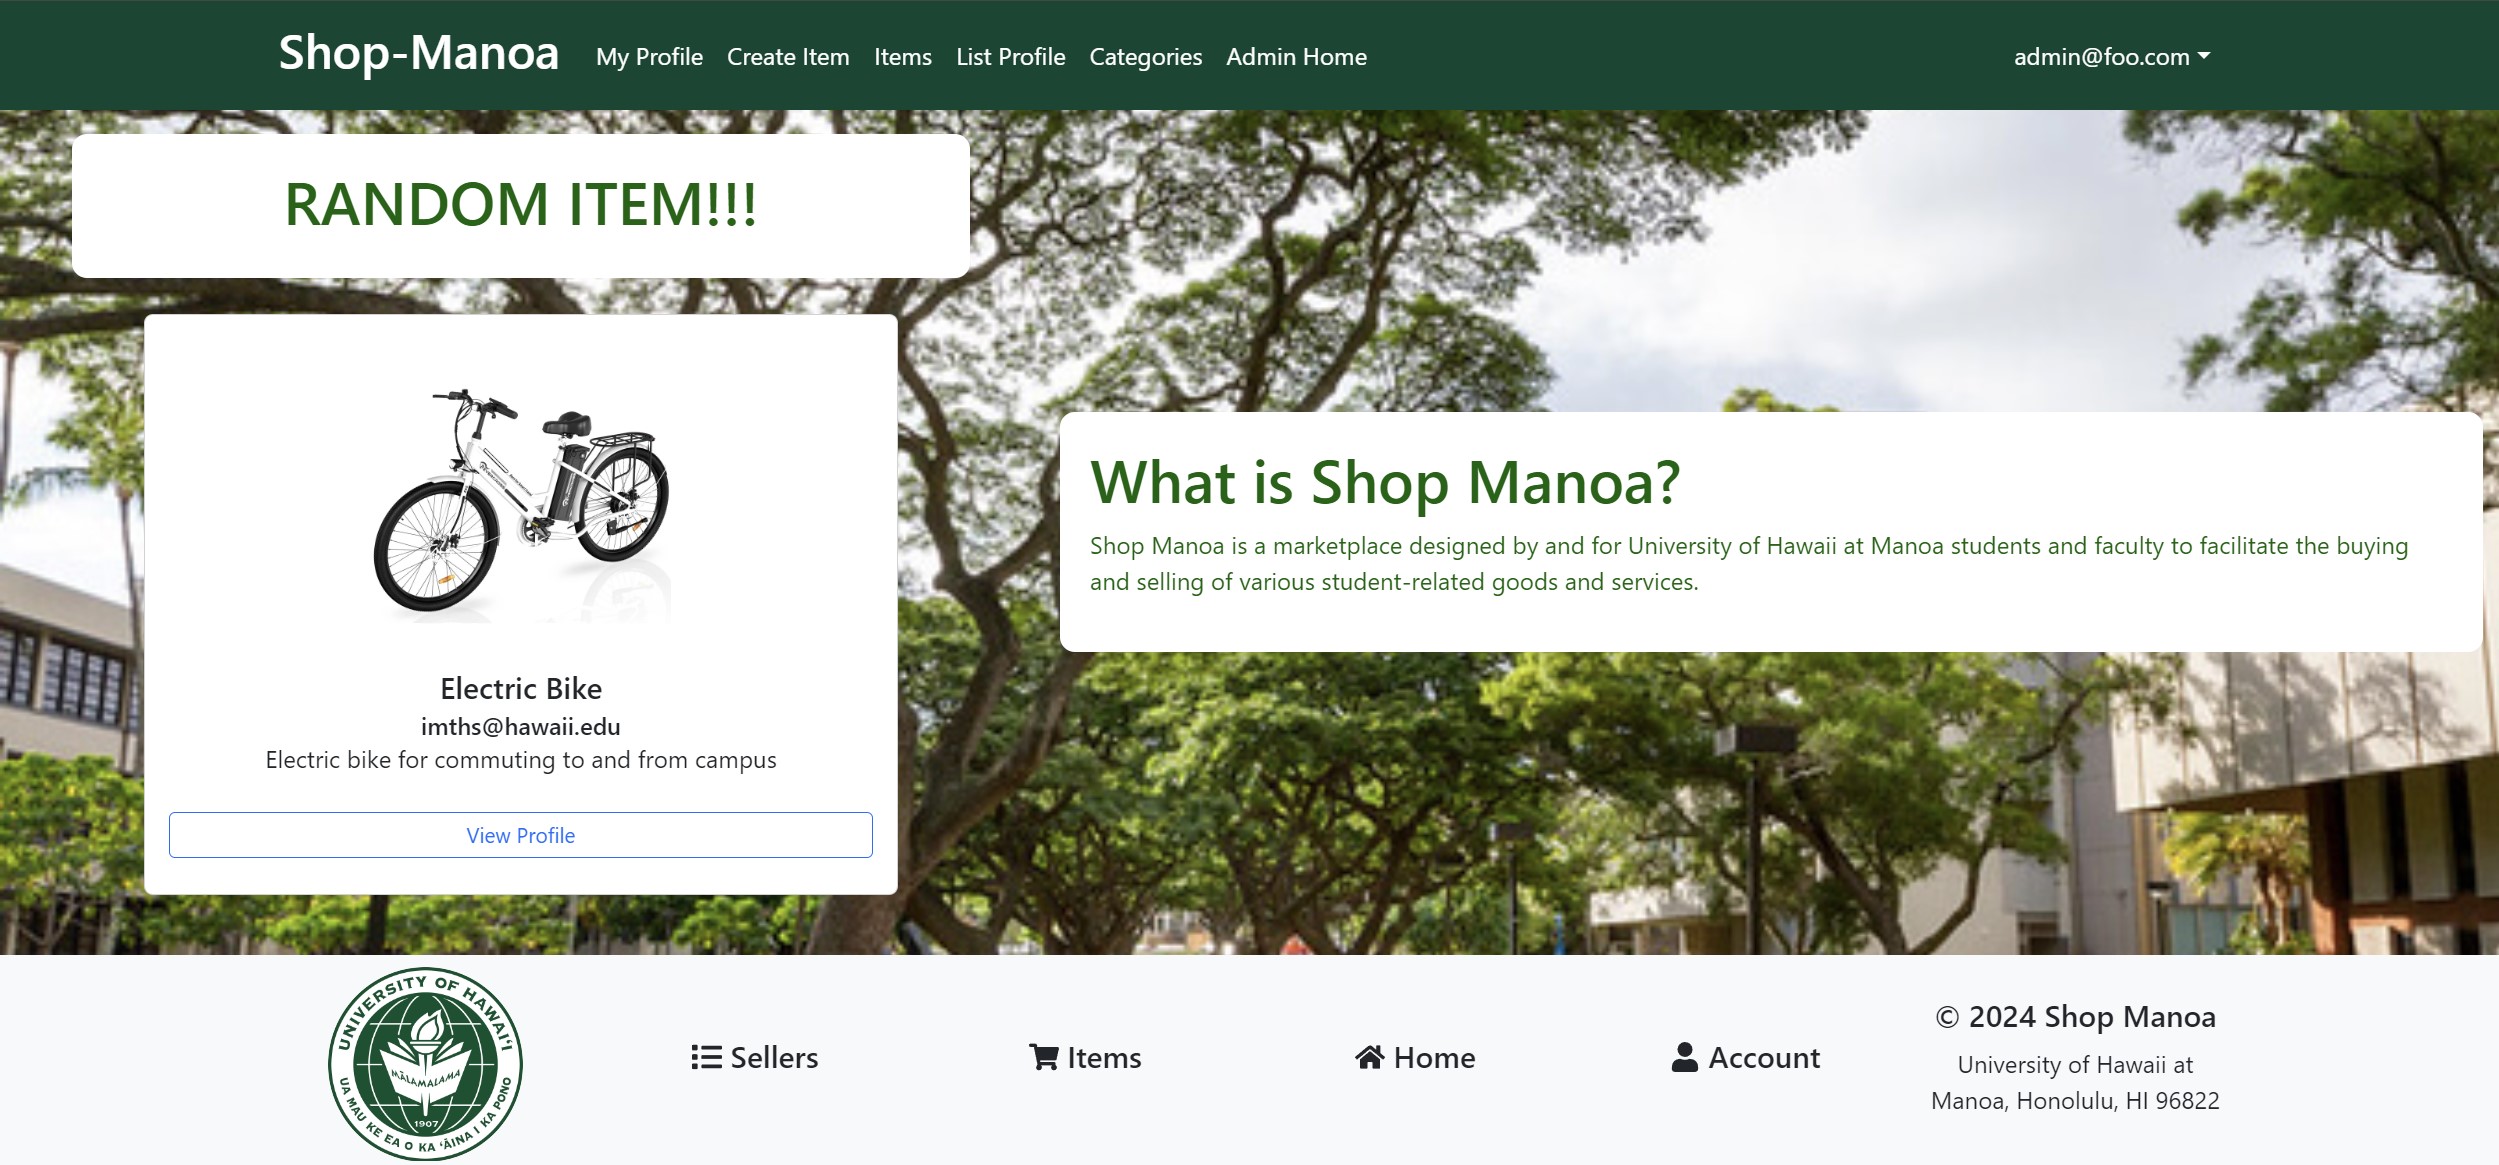 Shop-Manoa My Profile Create Item Items List Profile Categories Admin Home admin@foo.com
RANDOM ITEM!!!
Electric Bike
imths@hawaii.edu
Electric bike for commuting to and from campus
View Profile
What is Shop Manoa?
Shop Manoa is a marketplace designed by and for University of Hawaii at Manoa students and faculty to facilitate the buying
and selling of various student-related goods and services.
UNIVERSITY OF HAWAIʻI
MĀLAMALAMA
1907
UA MAU KE EA O KA ʻĀINA I KA PONO
Sellers
Items
Home
Account
© 2024 Shop Manoa
University of Hawaii at
Manoa, Honolulu, HI 96822